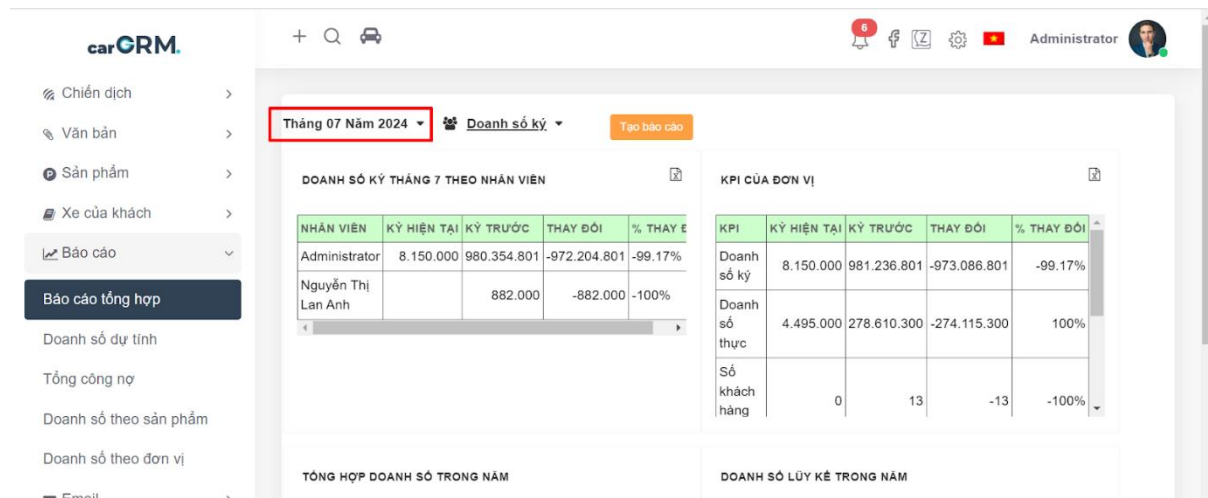 carGRM.
6
Administrator
Chiến dịch
Văn bản
Sản phẩm
Xe của khách
Báo cáo
Báo cáo tổng hợp
Doanh số dự tính
Tổng công nợ
Doanh số theo sản phẩm
Doanh số theo đơn vị
Email
Tháng 07 Năm 2024
Doanh số ký
Tạo báo cáo
DOANH SỐ KÝ THÁNG 7 THEO NHÂN VIÊN
NHÂN VIÊN KỲ HIỆN TẠI KỲ TRƯỚC THAY ĐỔI % THAY Đ
Administrator 8.150.000 980.354.801 -972.204.801 -99.17%
Nguyễn Thị
Lan Anh 882.000 -882.000 -100%
KPI CỦA ĐƠN VỊ
KPI KỲ HIỆN TẠI KỲ TRƯỚC THAY ĐỔI % THAY ĐỔI
Doanh
số ký 8.150.000 981.236.801 -973.086.801 -99.17%
Doanh
số
thực 4.495.000 278.610.300 -274.115.300 100%
Số
khách
hàng 0 13 -13 -100%
TỔNG HỢP DOANH SỐ TRONG NĂM
DOANH SỐ LŨY KẾ TRONG NĂM